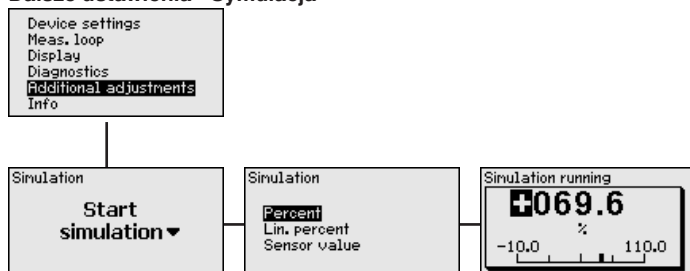 Dalsze ustawienia - Symulacja
Device settings
Meas. loop
Display
Diagnostics
Additional adjustments
Info
Simulation
Start
simulation▼
Simulation
Percent
Lin. percent
Sensor value
Simulation running
+069.6
%
-10.0 110.0